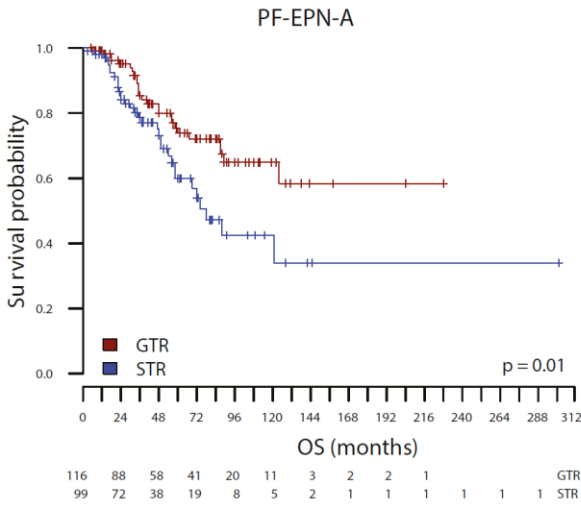 PF-EPN-A
Survival probability
1.0
0.8
0.6
0.4
0.2
0.0
GTR
STR
p = 0.01
0 24 48 72 96 120 144 168 192 216 240 264 288 312
OS (months)
116 88 58 41 20 11 3 2 2 1 GTR
99 72 38 19 8 5 2 1 1 1 1 1 1 STR